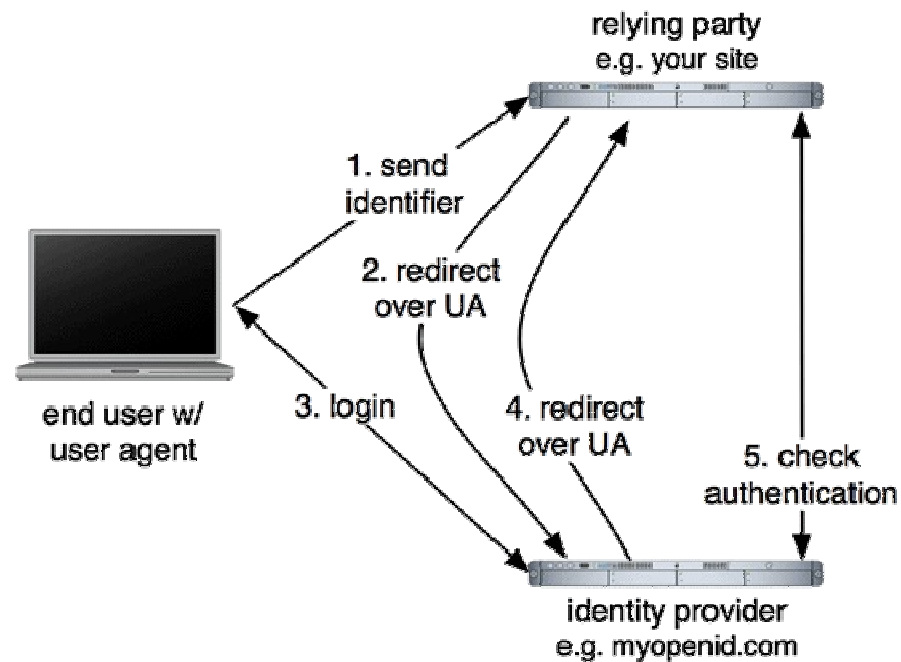 relying party
e.g. your site
1. send
identifier
2. redirect
over UA
3. login
4. redirect
over UA
5. check
authentication
end user w/
user agent
identity provider
e.g. myopenid.com